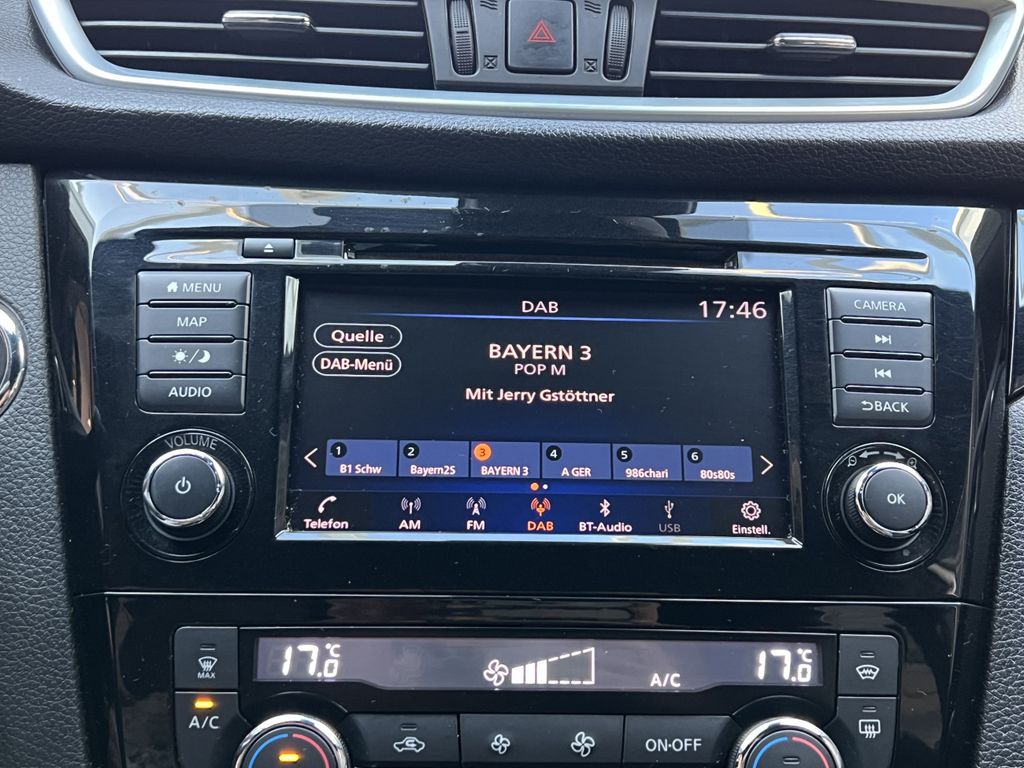 MENU
MAP
AUDIO
VOLUME
DAB
17:46
Quelle
DAB-Menü
BAYERN 3
POP M
Mit Jerry Gstöttner
1 B1 Schw
2 Bayern2S
3 BAYERN 3
4 A GER
5 986chari
6 80s80s
Telefon
AM
FM
DAB
BT-Audio
USB
Einstell.
CAMERA
BACK
OK
MAX
A/C
17.0°C
A/C
17.0°C
ON·OFF